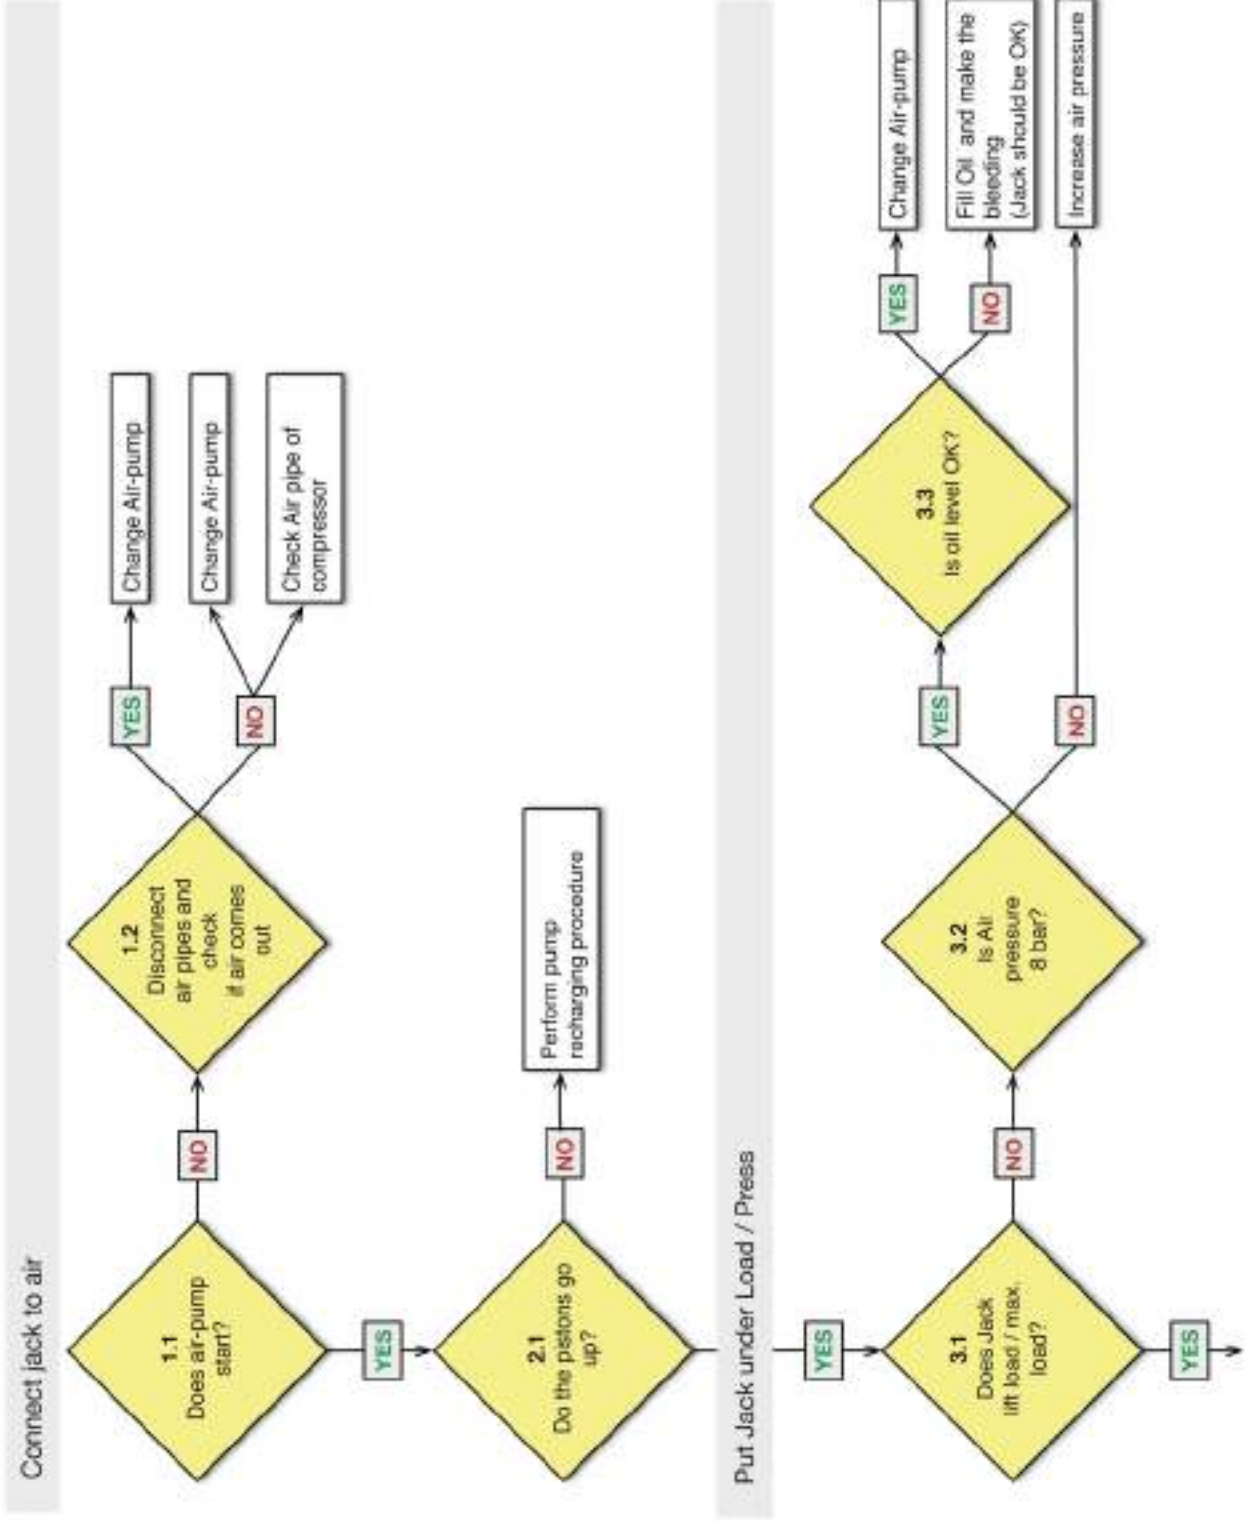 Connect jack to air
1.1
Does air-pump
start?
NO
1.2
Disconnect
air pipes and
check
if air comes
out
YES
Change Air-pump
NO
Change Air-pump
Check Air pipe of
compressor
YES
2.1
Do the pistons go
up?
NO
Perform pump
recharging procedure
Put Jack under Load / Press
YES
3.1
Does Jack
lift load / max.
load?
NO
3.2
Is Air
pressure
8 bar?
YES
3.3
Is oil level OK?
YES
Change Air-pump
NO
Fill Oil and make the
bleeding
(Jack should be OK)
NO
Increase air pressure
YES